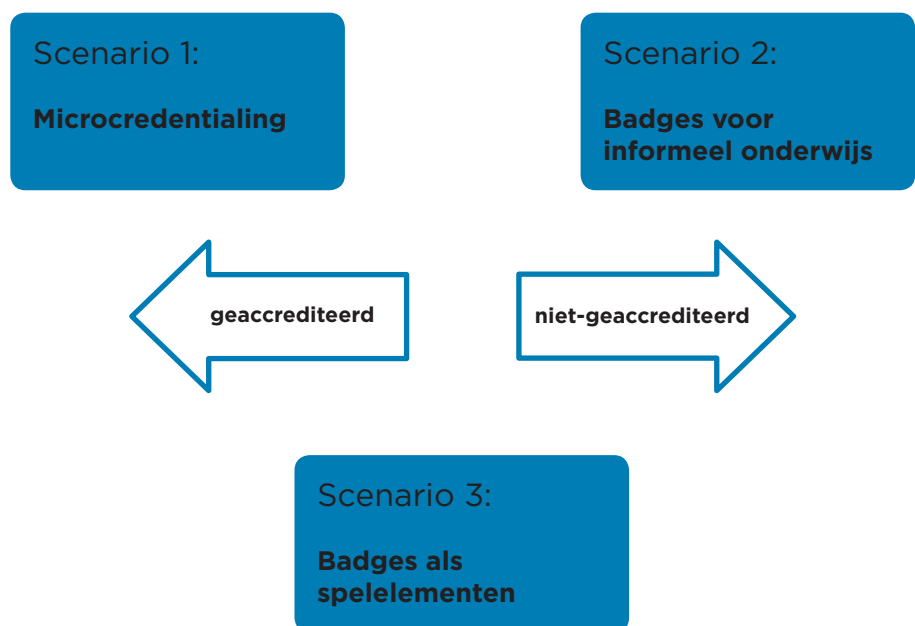 Scenario 1:
Microcredentialing
Scenario 2:
Badges voor
informeel onderwijs
geaccrediteerd
niet-geaccrediteerd
Scenario 3:
Badges als
spelelementen